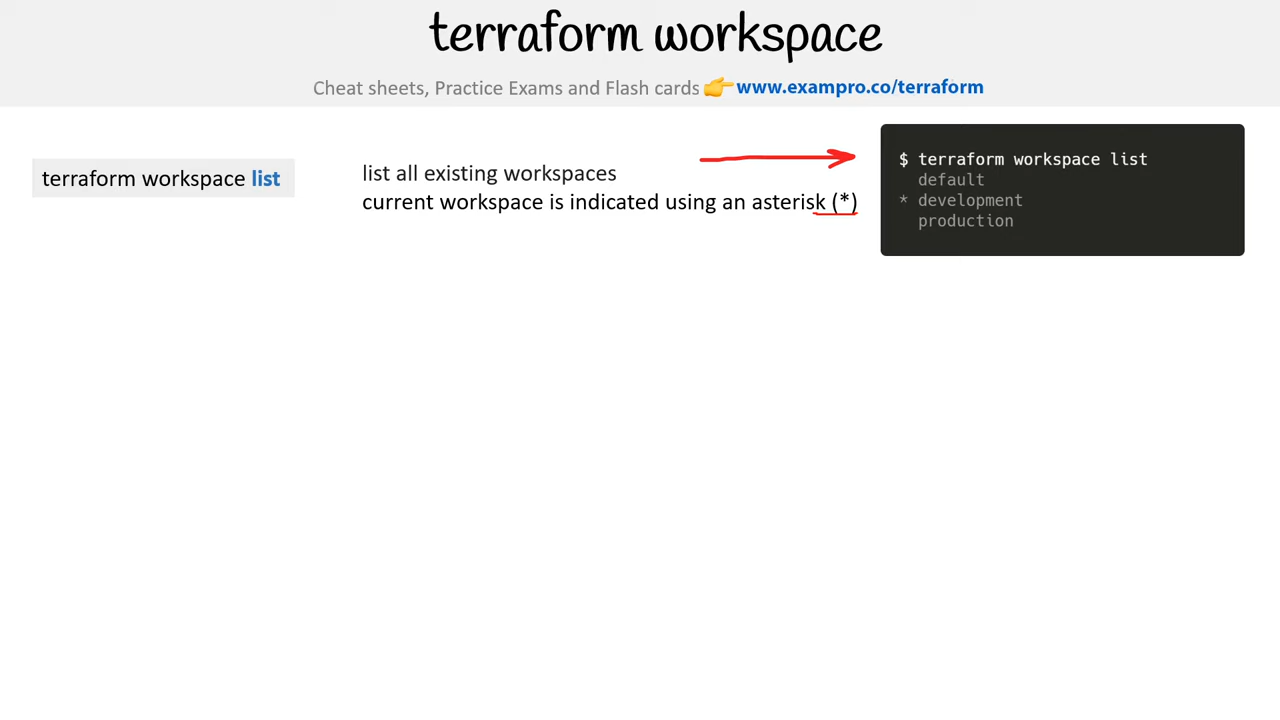 terraform workspace
Cheat sheets, Practice Exams and Flash cards 👉 www.exampro.co/terraform
terraform workspace list
list all existing workspaces
current workspace is indicated using an asterisk (*)
$ terraform workspace list
default
* development
production